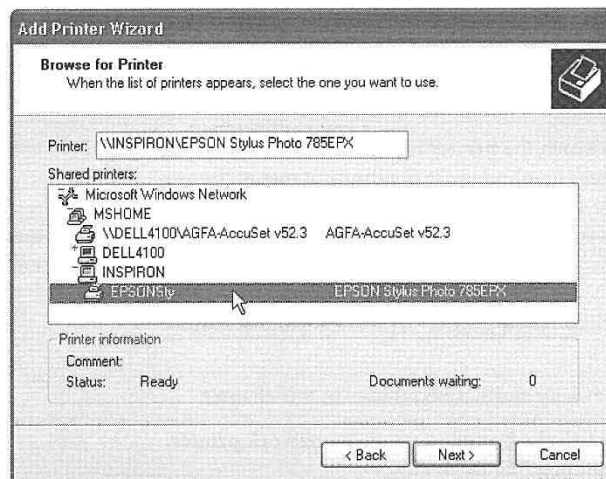 Add Printer Wizard
Browse for Printer
When the list of printers appears, select the one you want to use.
Printer: \\INSPIRON\EPSON Stylus Photo 785EPX
Shared printers:
Microsoft Windows Network
MSHOME
\\DELL4100\AGFA-AccuSet v52.3 AGFA-AccuSet v52.3
DELL4100
INSPIRON
EPSONSty EPSON Stylus Photo 785EPX
Printer information
Comment:
Status: Ready Documents waiting: 0
< Back Next > Cancel